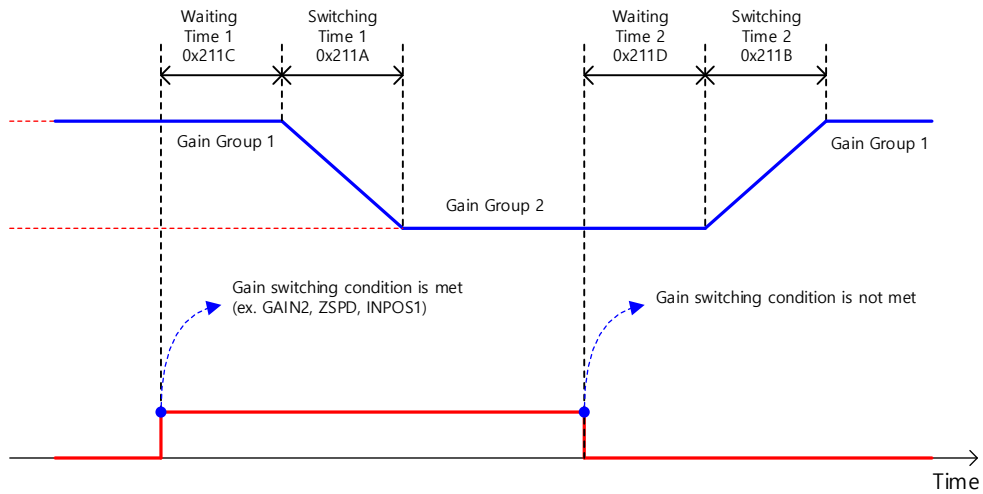 Waiting
Time 1
0x211C
Switching
Time 1
0x211A
Waiting
Time 2
0x211D
Switching
Time 2
0x211B
Gain Group 1
Gain Group 1
Gain Group 2
Gain switching condition is met
(ex. GAIN2, ZSPD, INPOS1)
Gain switching condition is not met
Time